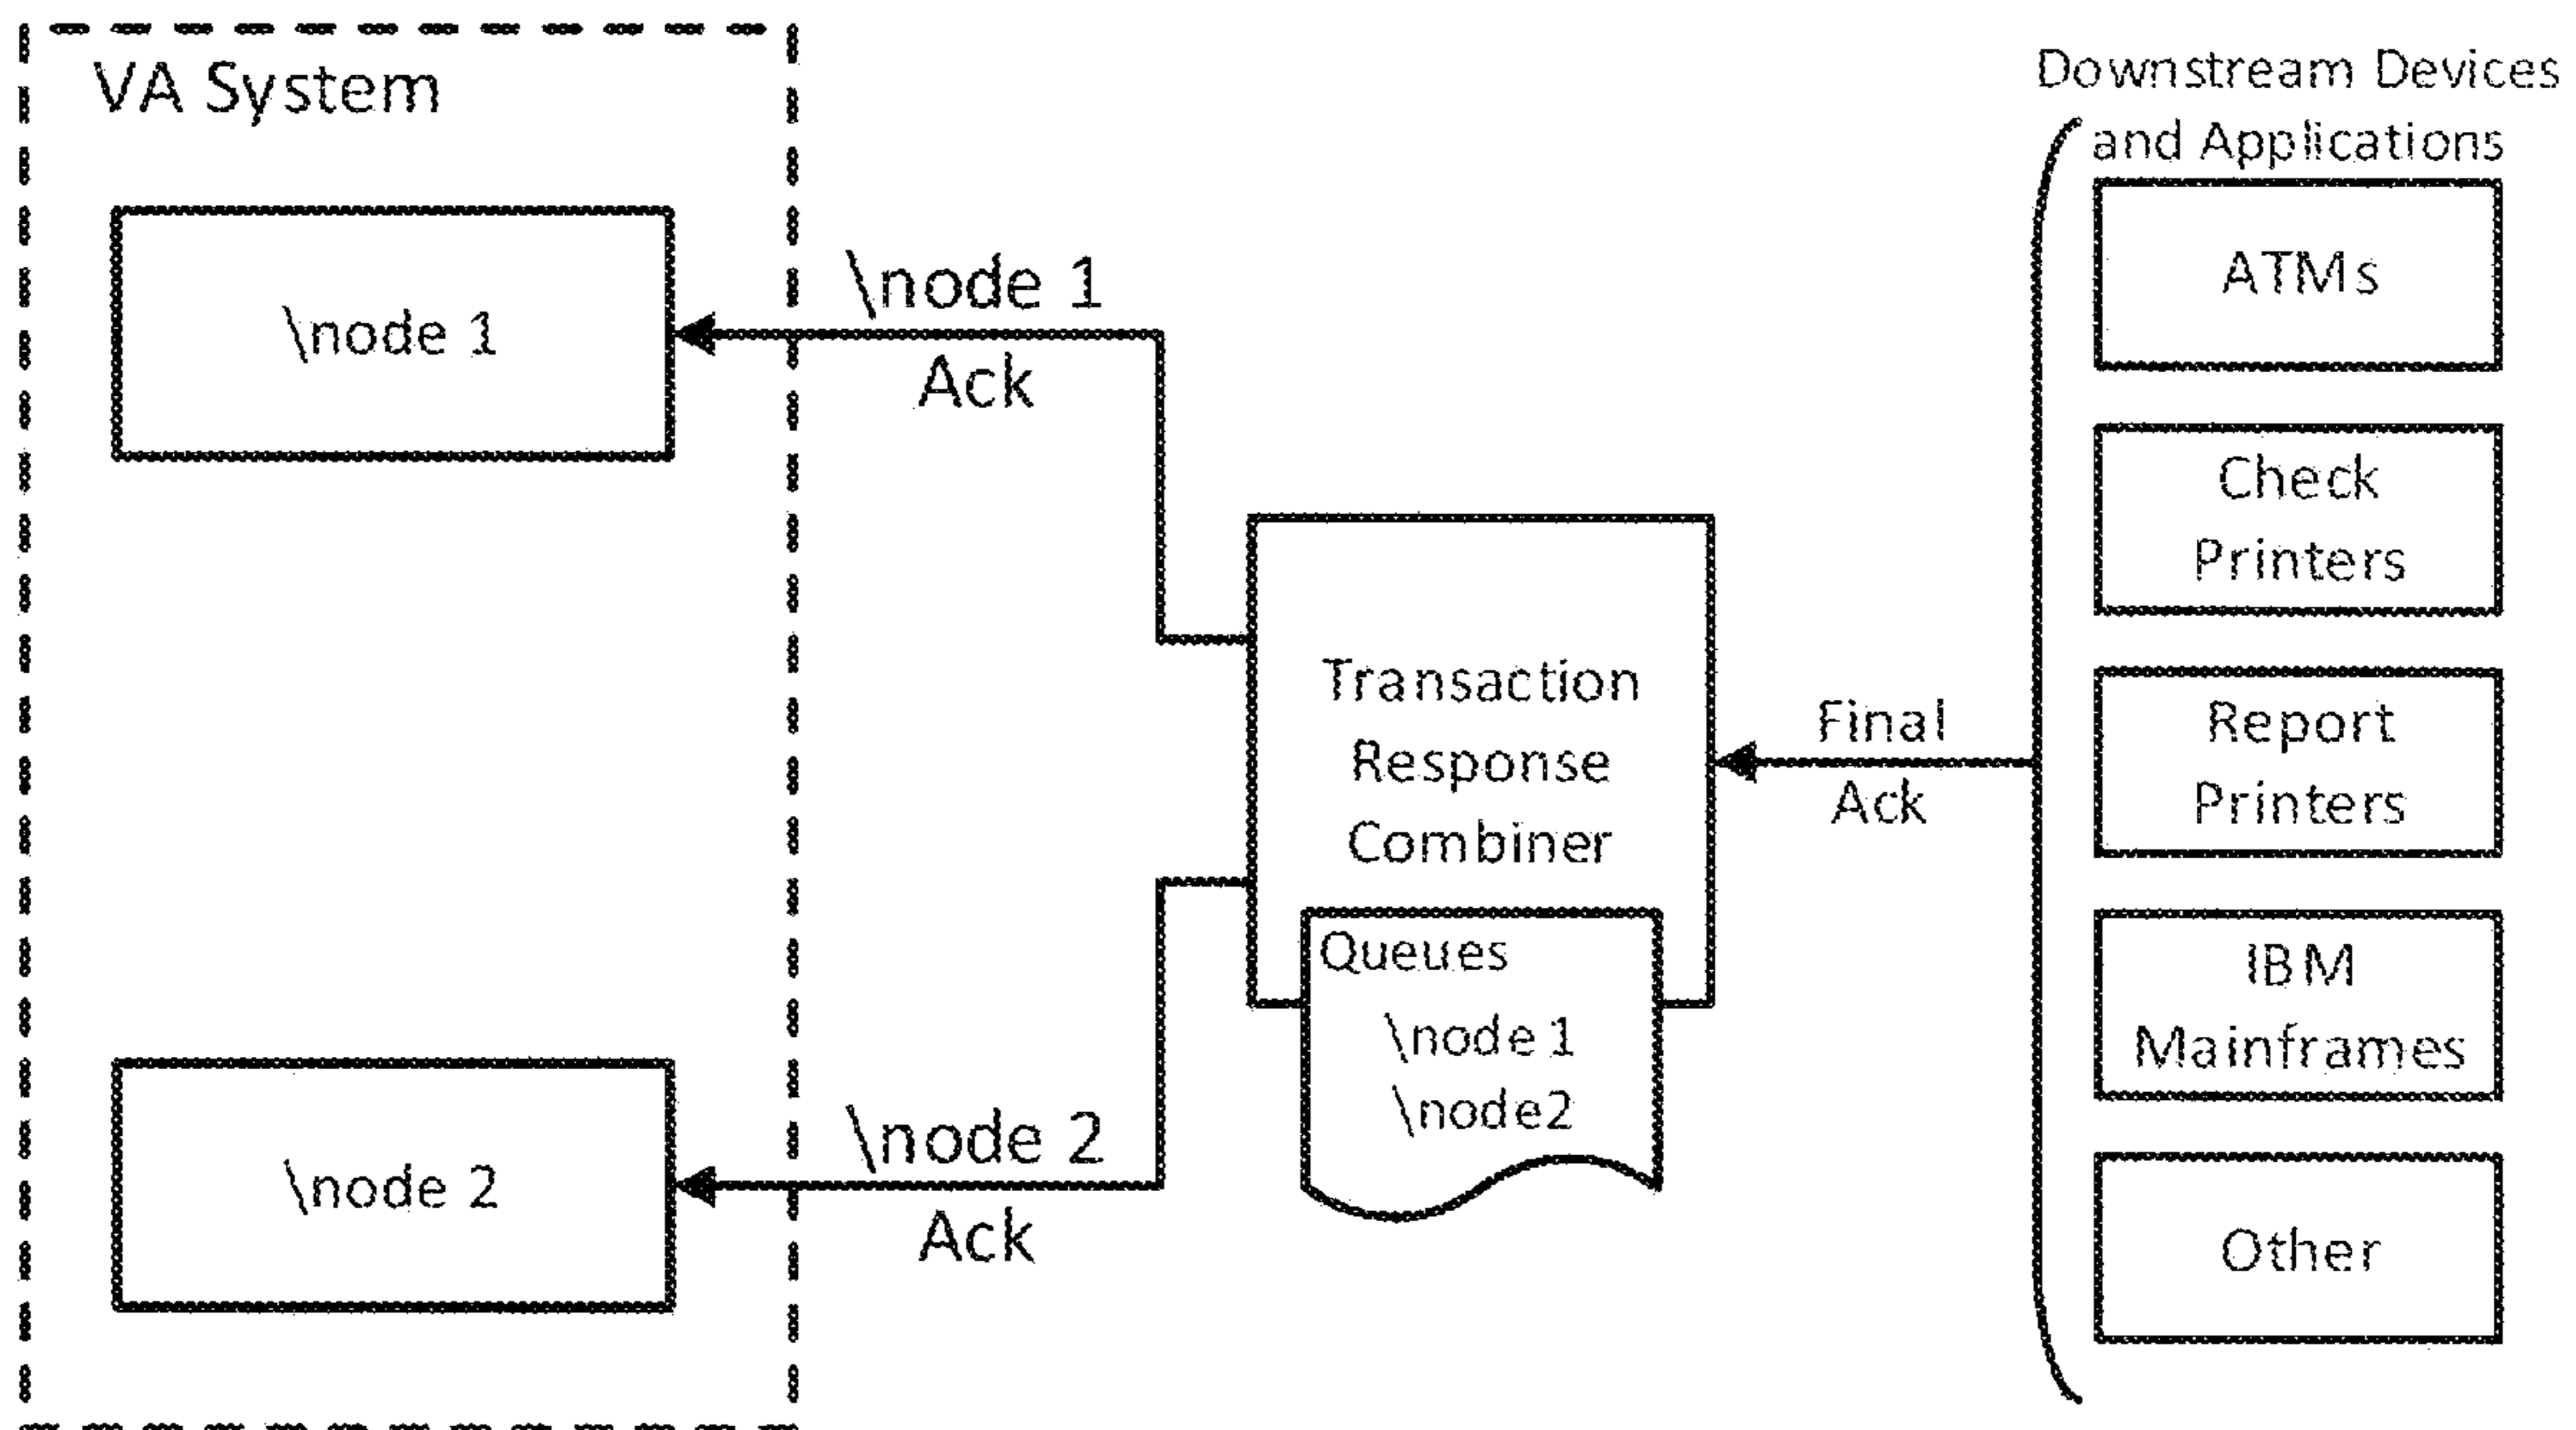 VA System
\node 1
\node 1
Ack
\node 2
\node 2
Ack
Transaction
Response
Combiner
Queues
\node 1
\node2
Final
Ack
Downstream Devices
and Applications
ATMs
Check
Printers
Report
Printers
IBM
Mainframes
Other